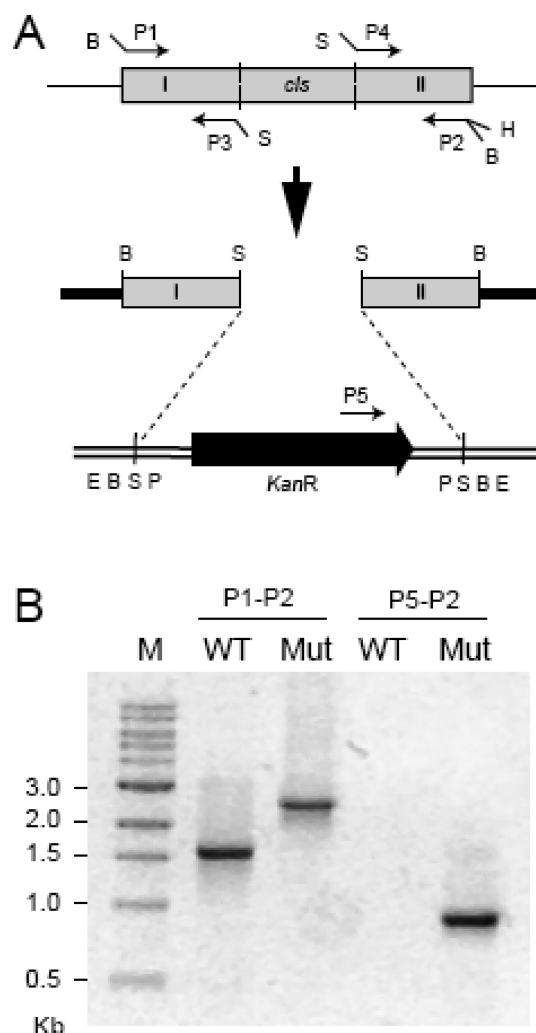 A
B P1 S P4
I cls II
P3 S P2 H
B
B S S B
I II
P5
E B S P KanR P S B E
B
P1-P2 P5-P2
M WT Mut WT Mut
3.0
2.0
1.5
1.0
0.5
Kb